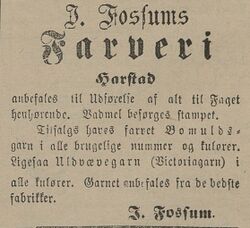 J. Fossums
Farveri
Harstad
anbefales til Udførelse af alt til Faget
henhørende. Vadmel besørges stampet.
Tilsalgs haves farvet Bomulds-
garn i alle brugelige nummer og kulører.
Ligesaa Uldvævegarn (Victoriagarn) i
alle kulører. Garnet anbefales fra de bedste
fabrikker.
J. Fossum.